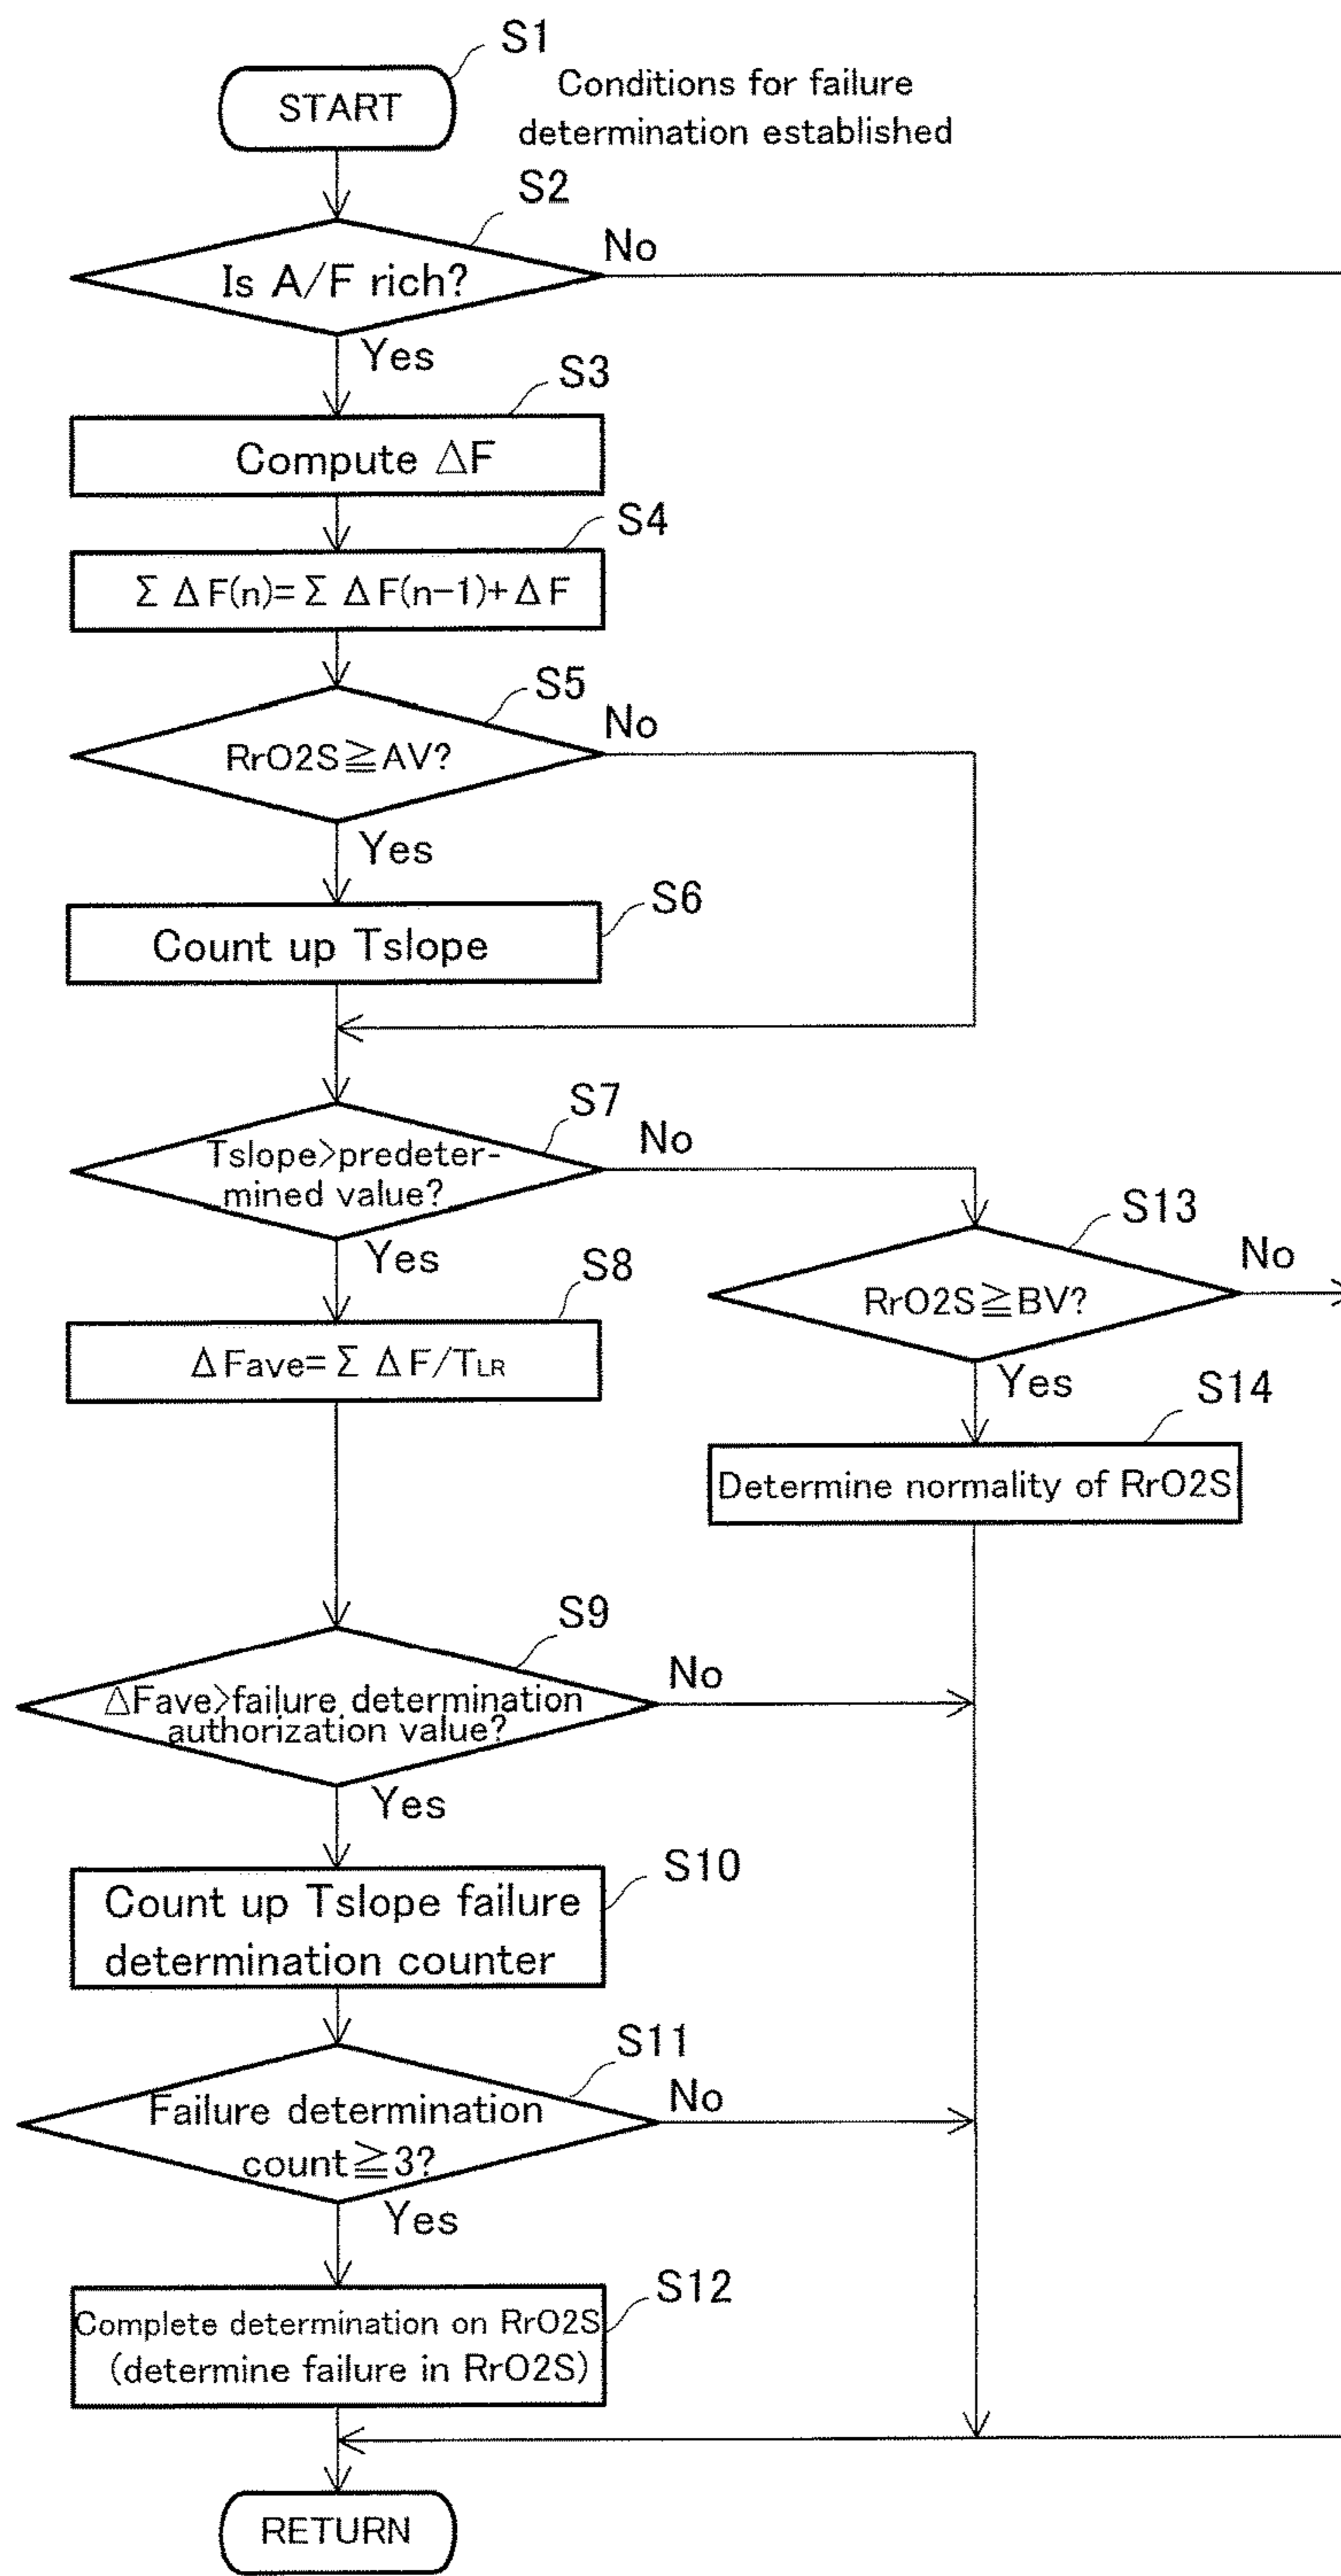 S1
START
Conditions for failure
determination established
S2
Is A/F rich?
No
Yes
S3
Compute △F
S4
Σ ΔF(n)=Σ ΔF(n-1)+ΔF
S5
RrO2S≧AV?
No
Yes
S6
Count up Tslope
S7
Tslope>predeter-
mined value?
No
Yes
S13
RrO2S≧BV?
No
Yes
S8
ΔFave=Σ ΔF/TLR
S14
Determine normality of RrO2S
S9
ΔFave>failure determination
authorization value?
No
Yes
S10
Count up Tslope failure
determination counter
S11
Failure determination
count≧3?
No
Yes
S12
Complete determination on RrO2S
(determine failure in RrO2S)
RETURN